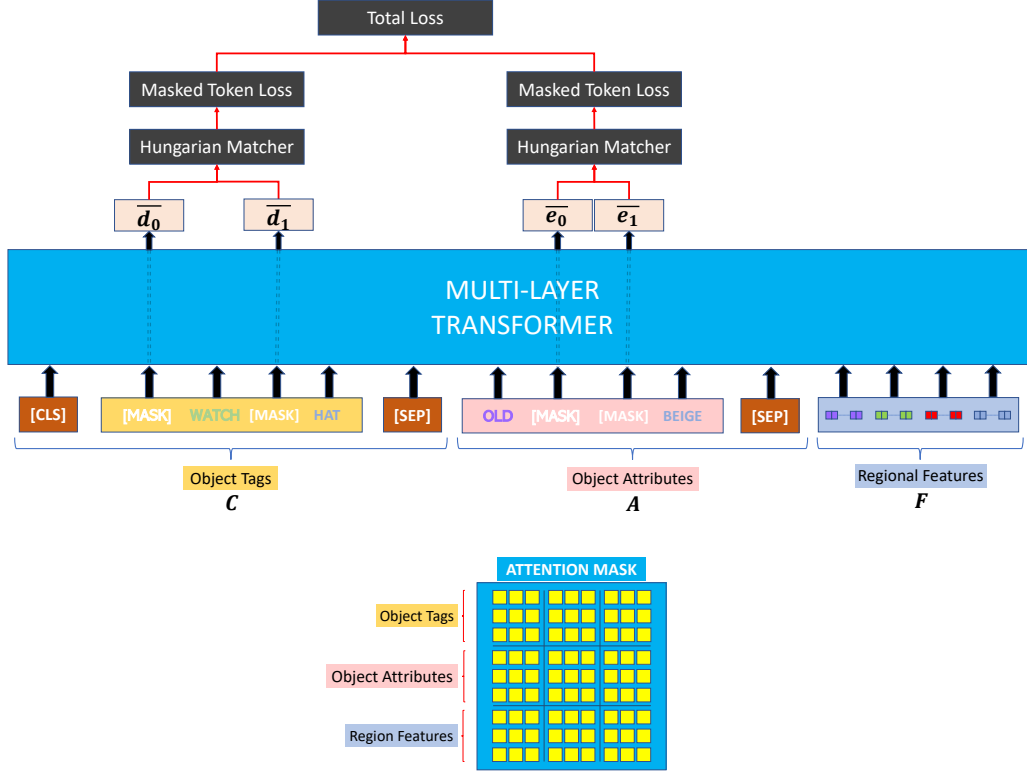 Total Loss
Masked Token Loss
Masked Token Loss
Hungarian Matcher
Hungarian Matcher
d̅₀
d̅₁
e̅₀
e̅₁
MULTI-LAYER
TRANSFORMER
[CLS]
[MASK] WATCH [MASK] HAT
[SEP]
OLD [MASK] [MASK] BEIGE
[SEP]
Object Tags
C
Object Attributes
A
Regional Features
F
ATTENTION MASK
Object Tags
Object Attributes
Region Features